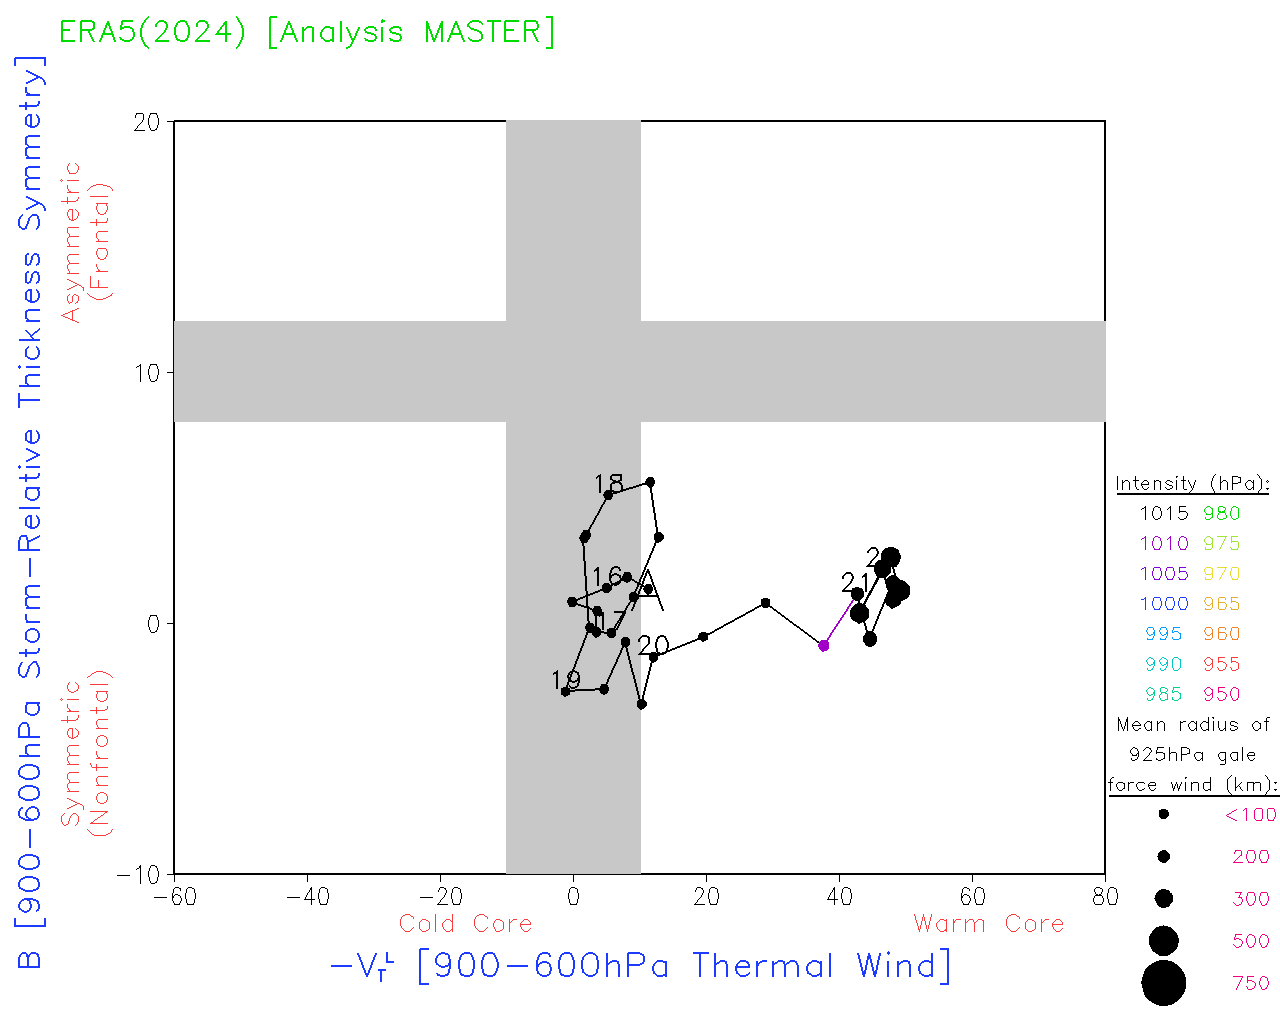 ERA5(2024) [Analysis MASTER]
B [900-600hPa Storm-Relative Thickness Symmetry]
Asymmetric
(Frontal)
Symmetric
(Nonfrontal)
20
10
0
-10
-60
-40
-20
0
20
40
60
80
Cold Core
Warm Core
-V_T^L [900-600hPa Thermal Wind]
18
16
A
17
19
20
21
Intensity (hPa):
1015 980
1010 975
1005 970
1000 965
995 960
990 955
985 950
Mean radius of
925hPa gale
force wind (km):
<100
200
300
500
750